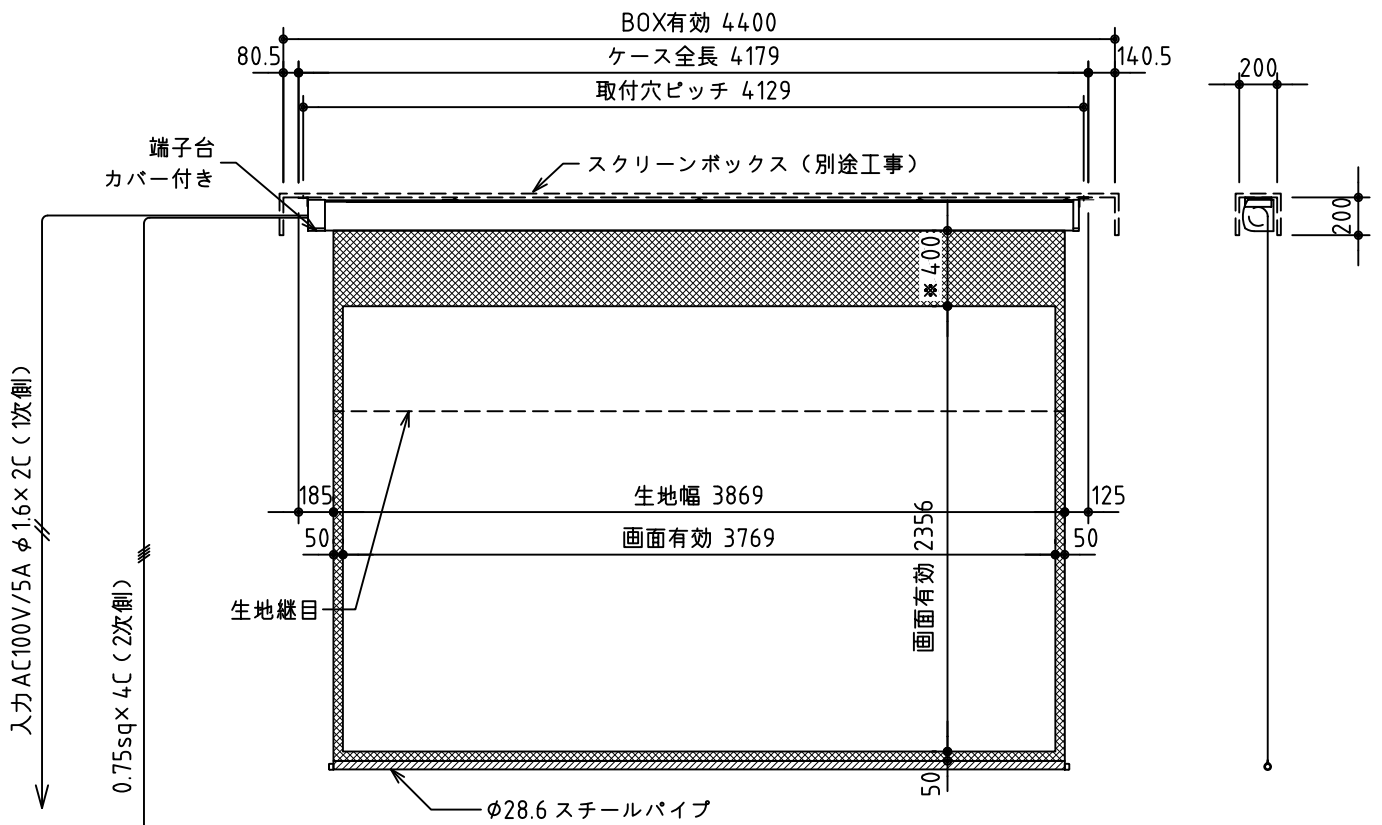 BOX有効 4400
80.5
ケース全長 4179
140.5
取付穴ピッチ 4129
200
端子台
カバー付き
スクリーンボックス（別途工事）
200
※ 400
入力AC100V/5A φ1.6×2C（1次側）
0.75sq×4C（2次側）
185
生地幅 3869
125
50
画面有効 3769
50
画面有効 2356
生地継目
50
φ28.6 スチールパイプ